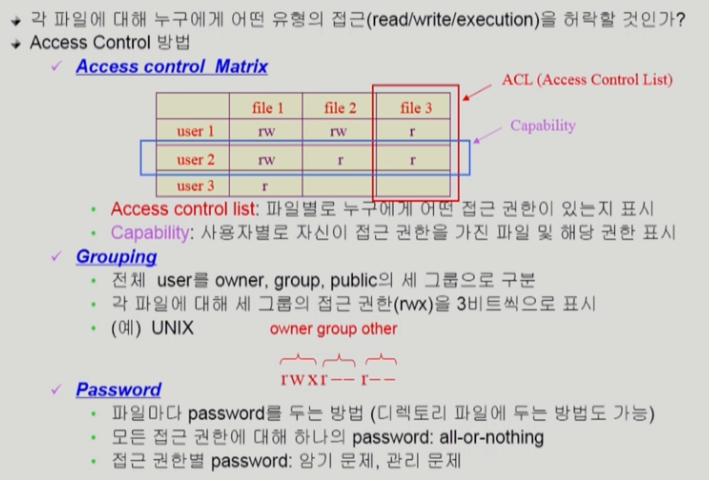 각 파일에 대해 누구에게 어떤 유형의 접근(read/write/execution)을 허락할 것인가?
Access Control 방법
Access control Matrix
ACL (Access Control List)
file 1 file 2 file 3
user 1 rw rw r
Capability
user 2 rw r r
user 3 r
Access control list: 파일별로 누구에게 어떤 접근 권한이 있는지 표시
Capability: 사용자별로 자신이 접근 권한을 가진 파일 및 해당 권한 표시
Grouping
전체 user를 owner, group, public의 세 그룹으로 구분
각 파일에 대해 세 그룹의 접근 권한(rwx)을 3비트씩으로 표시
(예) UNIX owner group other
rwxr--r--
Password
파일마다 password를 두는 방법 (디렉토리 파일에 두는 방법도 가능)
모든 접근 권한에 대해 하나의 password: all-or-nothing
접근 권한별 password: 암기 문제, 관리 문제